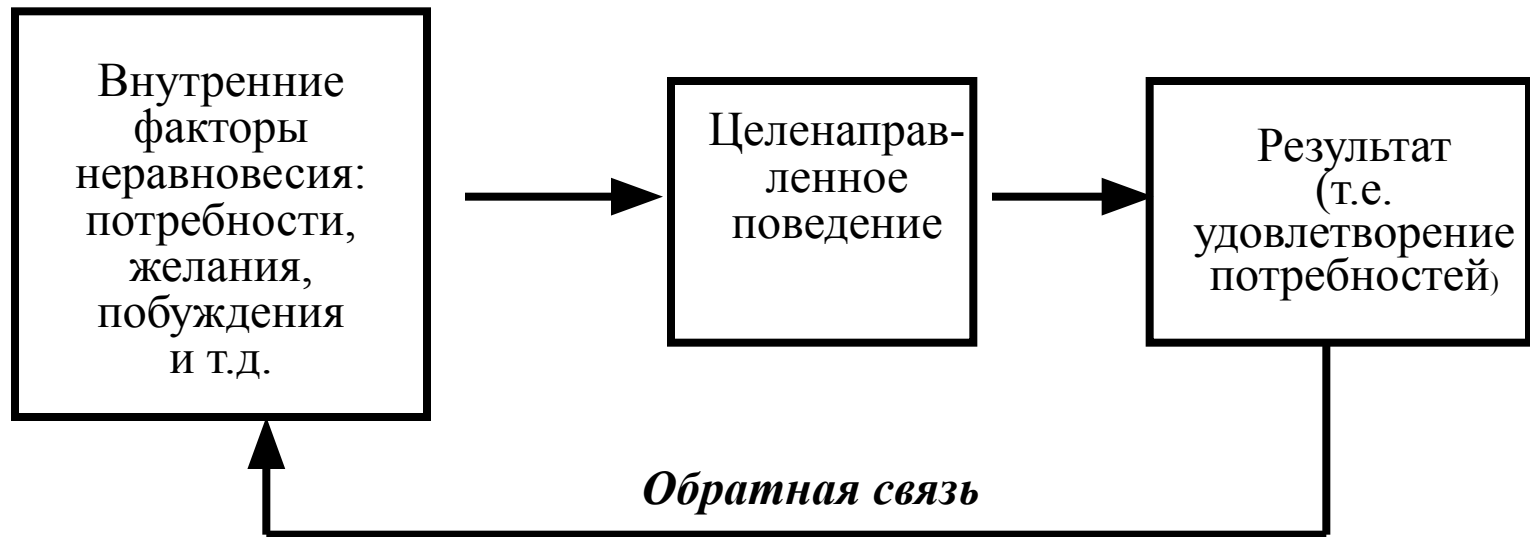 Внутренние
факторы
неравновесия:
потребности,
желания,
побуждения
и т.д.
Целенаправ-
ленное
поведение
Результат
(т.е.
удовлетворение
потребностей)
Обратная связь